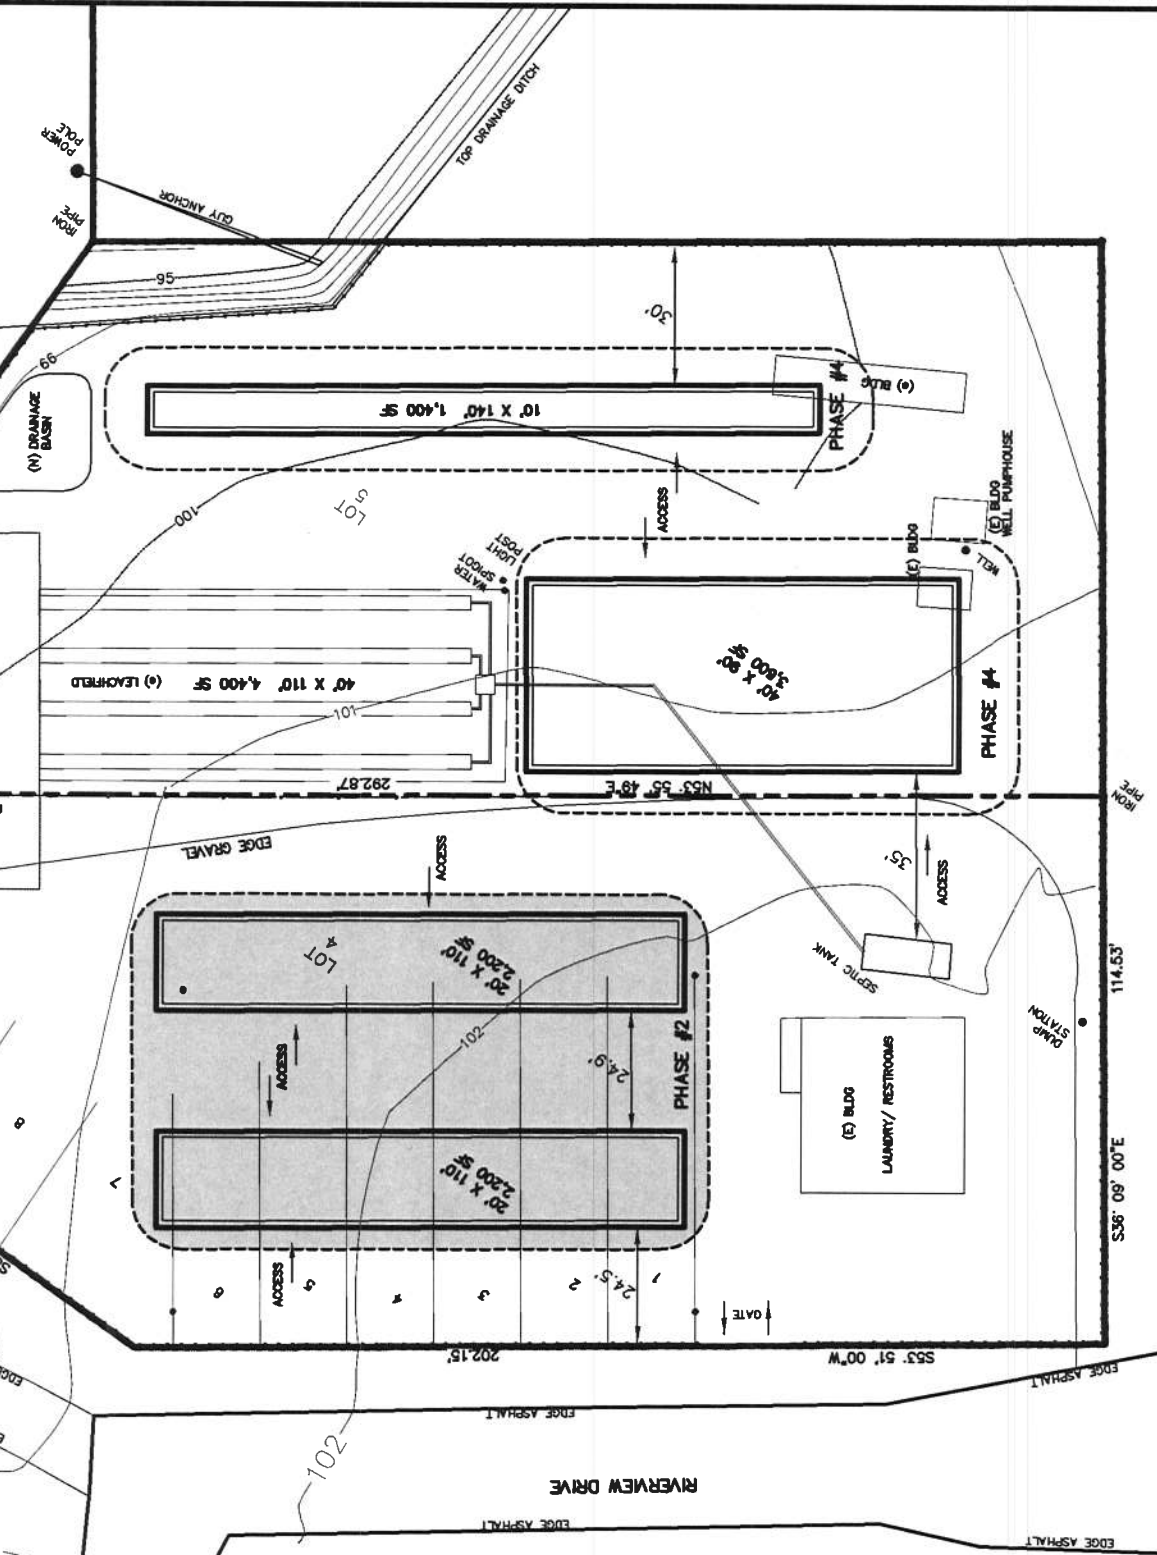 POWER
POLE
GUY ANCHOR
IRON
PIPE
TOP DRAINAGE DITCH
95
99
30'
(N) DRAINAGE
BASIN
10' X 140' 1,400 SF
PHASE #4
(e) BLDG
100
LOT
5
ACCESS
LIGHT
POST
WATER
SPIGOT
(E) BLDG
(E) BLDG
WELL PUMPHOUSE
WELL
40' X 110' 4,400 SF (e) LEACHFIELD
101
40' X 90'
3,600
SF
PHASE #4
292.87'
N53° 55' 49"E
IRON
PIPE
EDGE GRAVEL
ACCESS
35'
ACCESS
LOT
4
20' X 110'
2,200 SF
SEPTIC TANK
114.53'
102
24.9'
PHASE #2
ACCESS
DUMP
STATION
(E) BLDG
LAUNDRY/ RESTROOMS
8
7
20' X 110'
2,200 SF
S36° 09' 00"E
ACCESS
6
5
4
3
2
1
24.5'
GATE
202.15'
S53° 51' 00"W
EDGE ASPHALT
EDGE ASPHALT
102
RIVERVIEW DRIVE
EDGE ASPHALT
EDGE ASPHALT